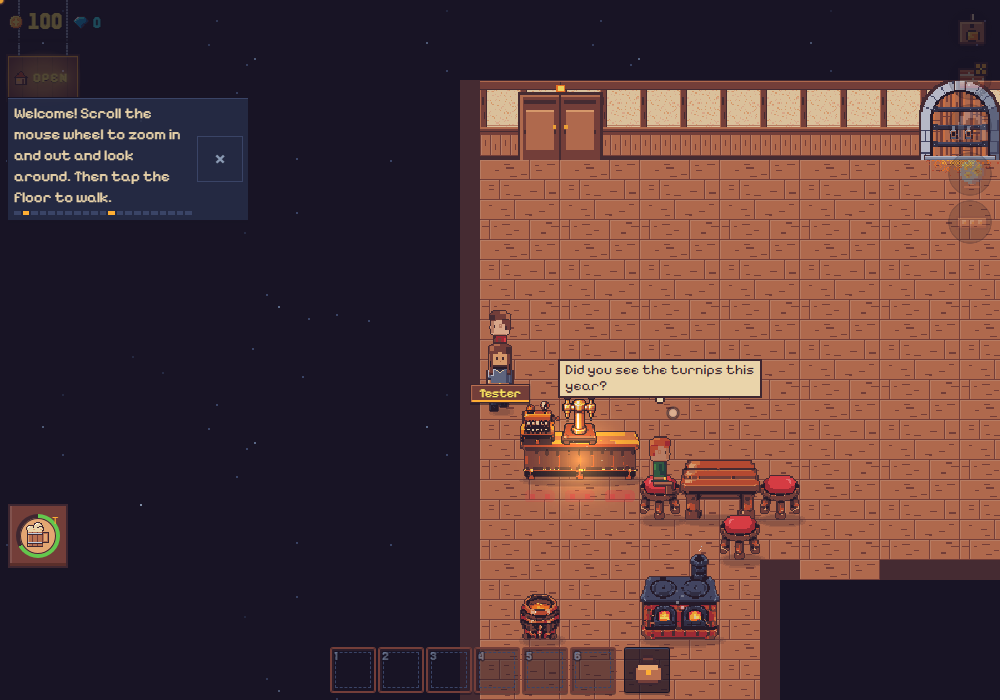 100 0
OPEN
Welcome! Scroll the
mouse wheel to zoom in
and out and look
around. Then tap the
floor to walk.
Did you see the turnips this
year?
Tester
1 2 3 4 5 6